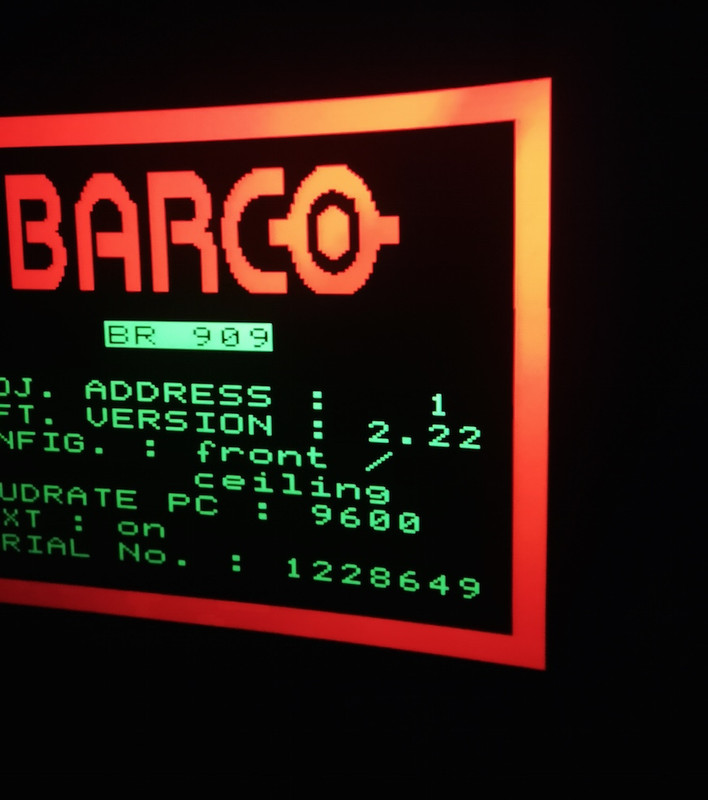 BARCO
BR 909
OJ. ADDRESS : 1
FT. VERSION : 2.22
NFIG. : front /
ceiling
UDRATE PC : 9600
XT : on
RIAL No. : 1228649